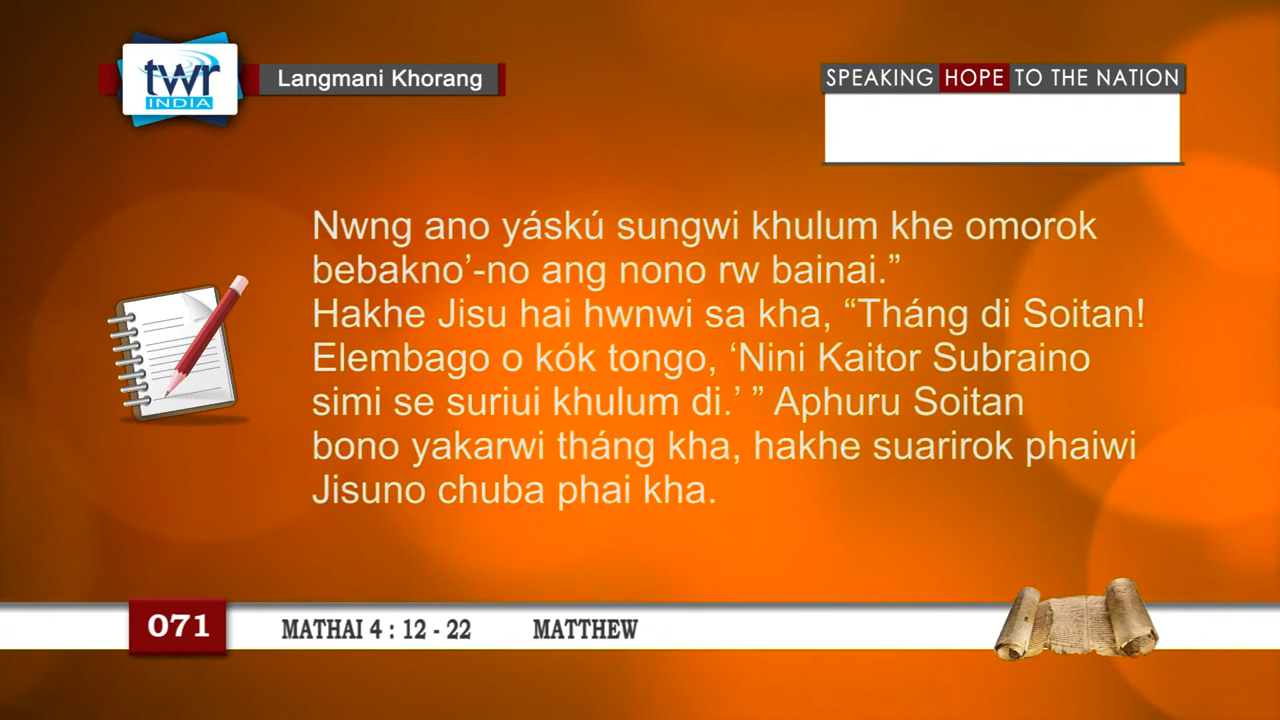 twr
INDIA
Langmani Khorang
SPEAKING HOPE TO THE NATION
Nwng ano yáskú sungwi khulum khe omorok
bebakno’-no ang nono rw bainai.”
Hakhe Jisu hai hwnwi sa kha, “Tháng di Soitan!
Elembago o kók tongo, ‘Nini Kaitor Subraino
simi se suriui khulum di.’ ” Aphuru Soitan
bono yakarwi tháng kha, hakhe suarirok phaiwi
Jisuno chuba phai kha.
071
MATHAI 4 : 12 - 22 MATTHEW